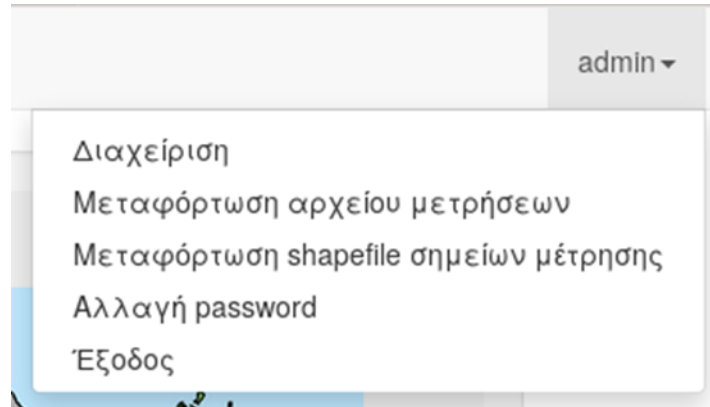 admin
Διαχείριση
Μεταφόρτωση αρχείου μετρήσεων
Μεταφόρτωση shapefile σημείων μέτρησης
Αλλαγή password
Έξοδος